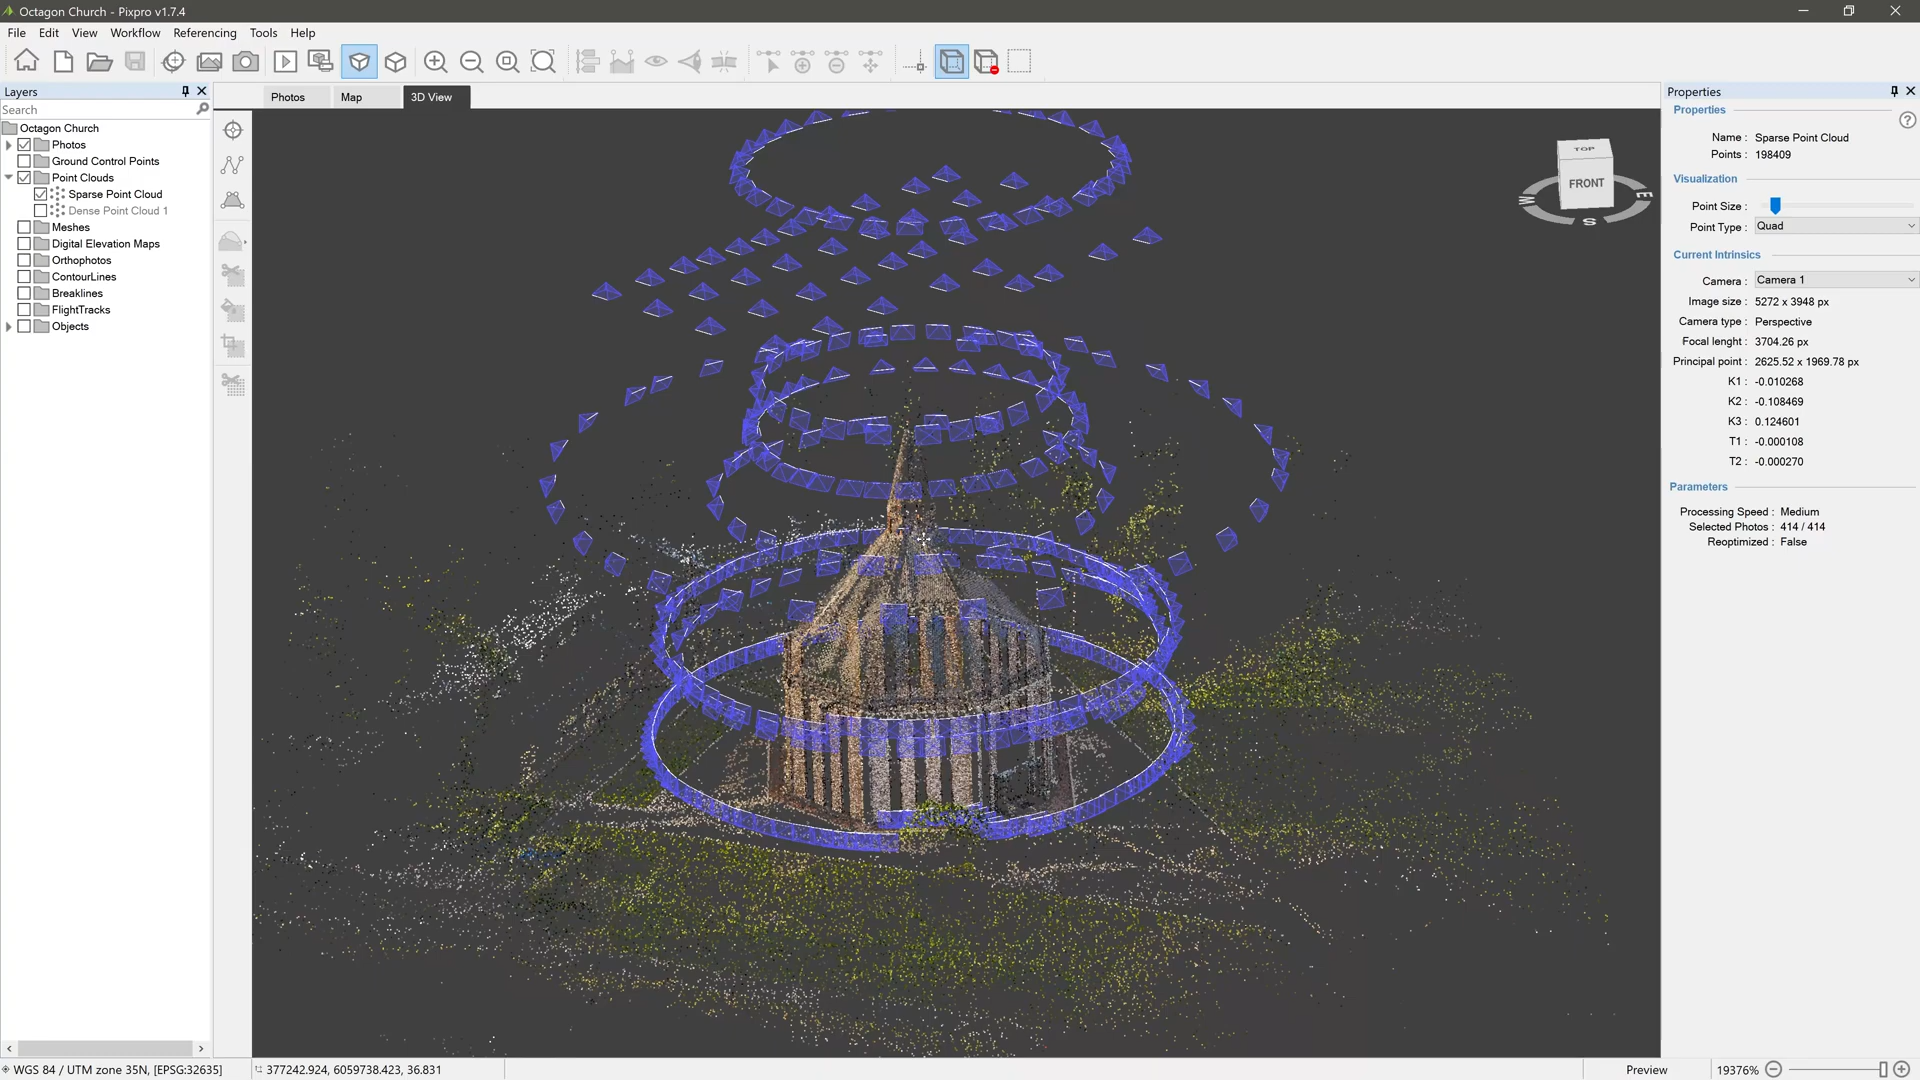 Octagon Church - Pixpro v1.7.4
File Edit View Workflow Referencing Tools Help
Layers
Search
Octagon Church
Photos
Ground Control Points
Point Clouds
Sparse Point Cloud
Dense Point Cloud 1
Meshes
Digital Elevation Maps
Orthophotos
ContourLines
Breaklines
FlightTracks
Objects
Photos Map 3D View
TOP
FRONT
W S E
Properties
Properties
Name : Sparse Point Cloud
Points : 198409
Visualization
Point Size :
Point Type : Quad
Current Intrinsics
Camera : Camera 1
Image size : 5272 x 3948 px
Camera type : Perspective
Focal lenght : 3704.26 px
Principal point : 2625.52 x 1969.78 px
K1 : -0.010268
K2 : -0.108469
K3 : 0.124601
T1 : -0.000108
T2 : -0.000270
Parameters
Processing Speed : Medium
Selected Photos : 414 / 414
Reoptimized : False
WGS 84 / UTM zone 35N, [EPSG:32635] 377242.924, 6059738.423, 36.831 Preview 19376%